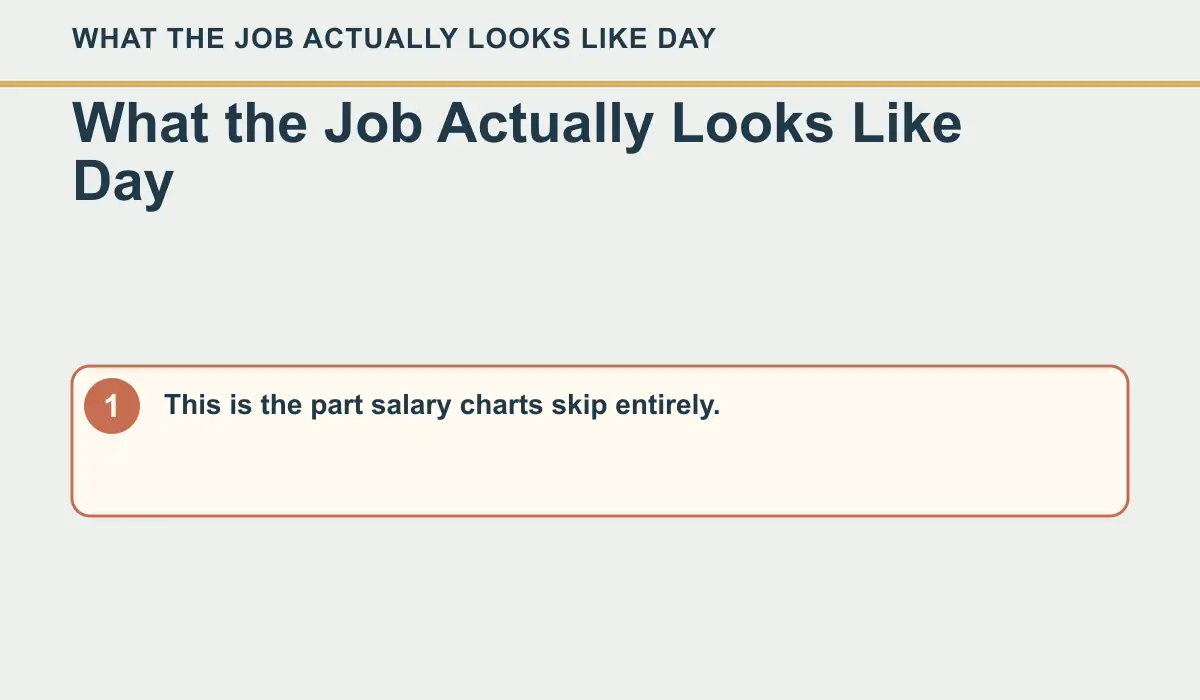 WHAT THE JOB ACTUALLY LOOKS LIKE DAY
What the Job Actually Looks Like
Day
1
This is the part salary charts skip entirely.